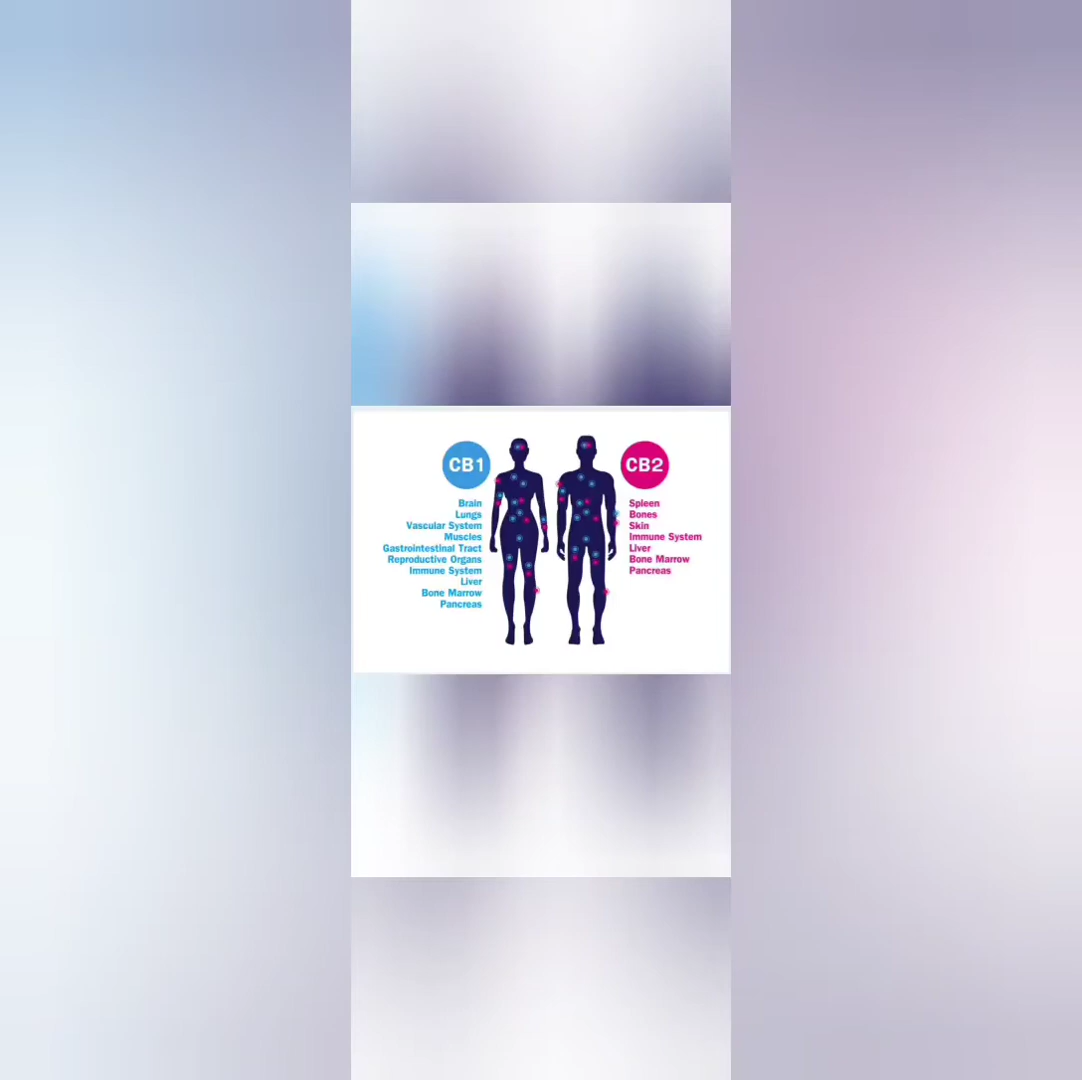 CB1
Brain
Lungs
Vascular System
Muscles
Gastrointestinal Tract
Reproductive Organs
Immune System
Liver
Bone Marrow
Pancreas
CB2
Spleen
Bones
Skin
Immune System
Liver
Bone Marrow
Pancreas